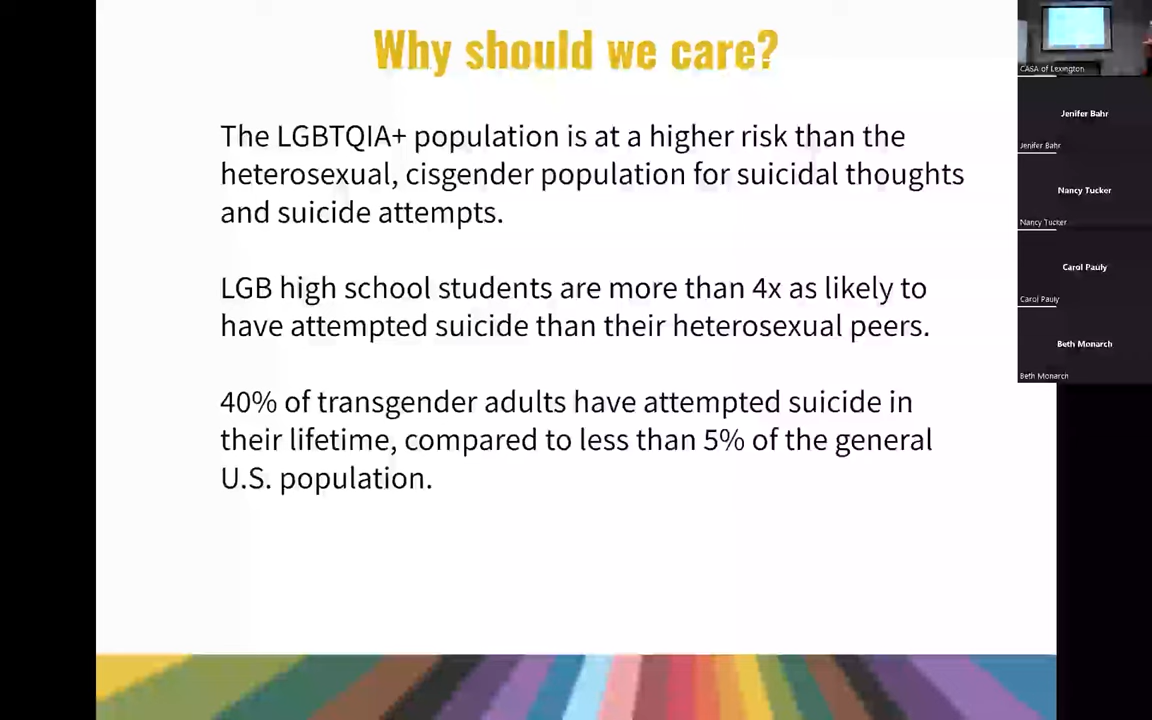 Why should we care?
The LGBTQIA+ population is at a higher risk than the
heterosexual, cisgender population for suicidal thoughts
and suicide attempts.
LGB high school students are more than 4x as likely to
have attempted suicide than their heterosexual peers.
40% of transgender adults have attempted suicide in
their lifetime, compared to less than 5% of the general
U.S. population.
CASA of Lexington
Jenifer Bahr
Jenifer Bahr
Nancy Tucker
Nancy Tucker
Carol Pauly
Carol Pauly
Beth Monarch
Beth Monarch